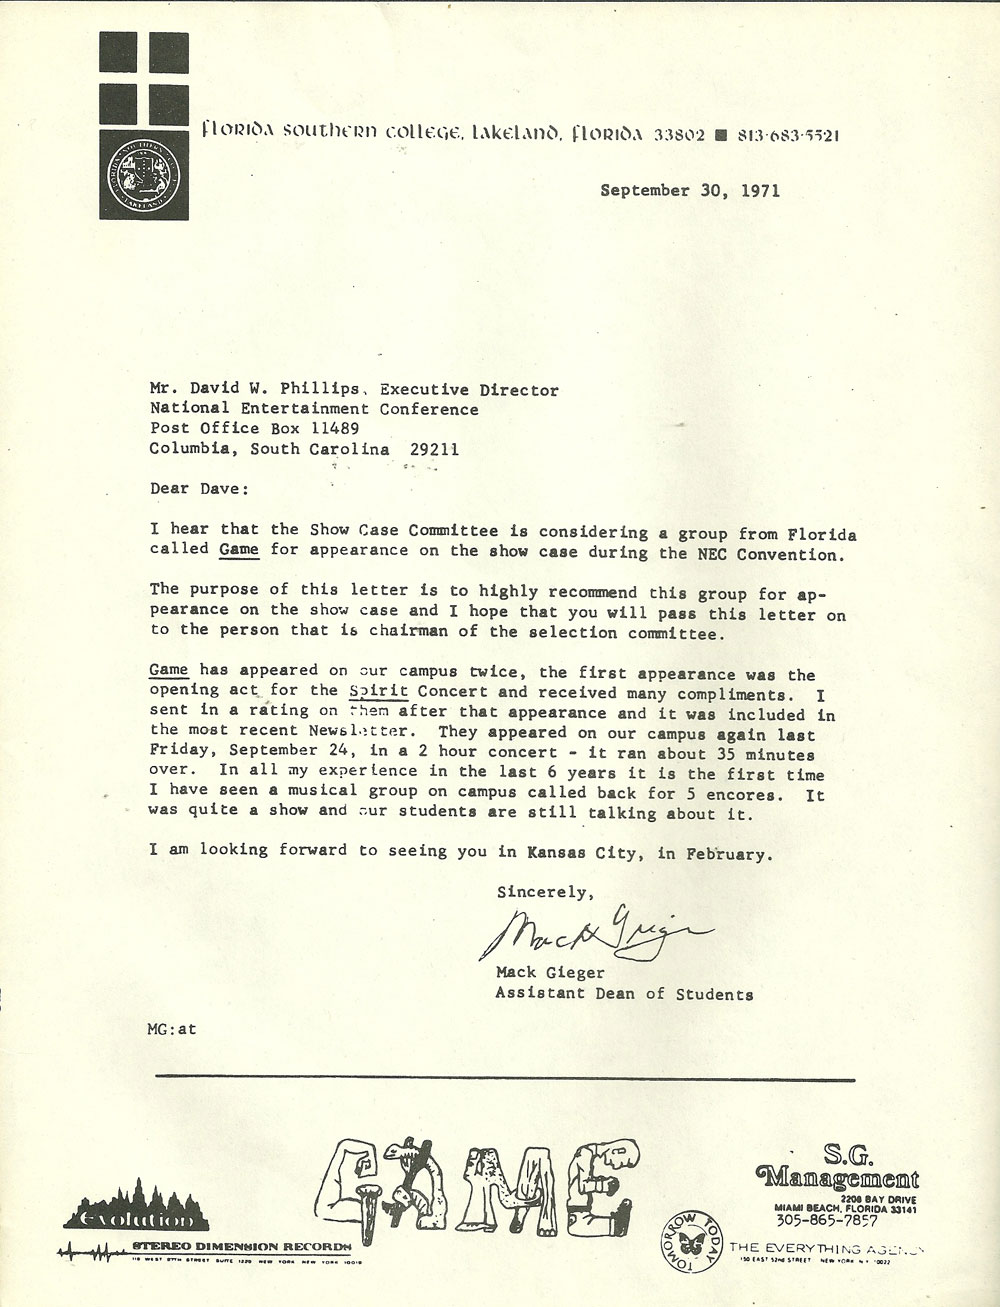 florida southern college, lakeland, florida 33802 ■ 813·683·5521
September 30, 1971
Mr. David W. Phillips, Executive Director
National Entertainment Conference
Post Office Box 11489
Columbia, South Carolina  29211
Dear Dave:
I hear that the Show Case Committee is considering a group from Florida
called Game for appearance on the show case during the NEC Convention.
The purpose of this letter is to highly recommend this group for ap-
pearance on the show case and I hope that you will pass this letter on
to the person that is chairman of the selection committee.
Game has appeared on our campus twice, the first appearance was the
opening act for the Spirit Concert and received many compliments.  I
sent in a rating on them after that appearance and it was included in
the most recent Newsletter.  They appeared on our campus again last
Friday, September 24, in a 2 hour concert - it ran about 35 minutes
over.  In all my experience in the last 6 years it is the first time
I have seen a musical group on campus called back for 5 encores.  It
was quite a show and our students are still talking about it.
I am looking forward to seeing you in Kansas City, in February.
Sincerely,
Mack Gieger
Mack Gieger
Assistant Dean of Students
MG:at
GAME
evolution
STEREO DIMENSION RECORDS
NEW YORK NEW YORK 10019
S.G.
Management
2208 BAY DRIVE
MIAMI BEACH, FLORIDA 33141
305-865-7857
TOMORROW TODAY
THE EVERYTHING AGENCY
150 EAST 52nd STREET NEW YORK N.Y. 10022